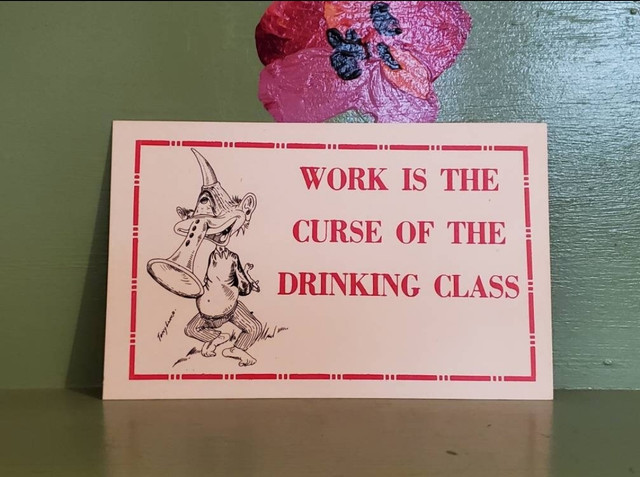 WORK IS THE
CURSE OF THE
DRINKING CLASS